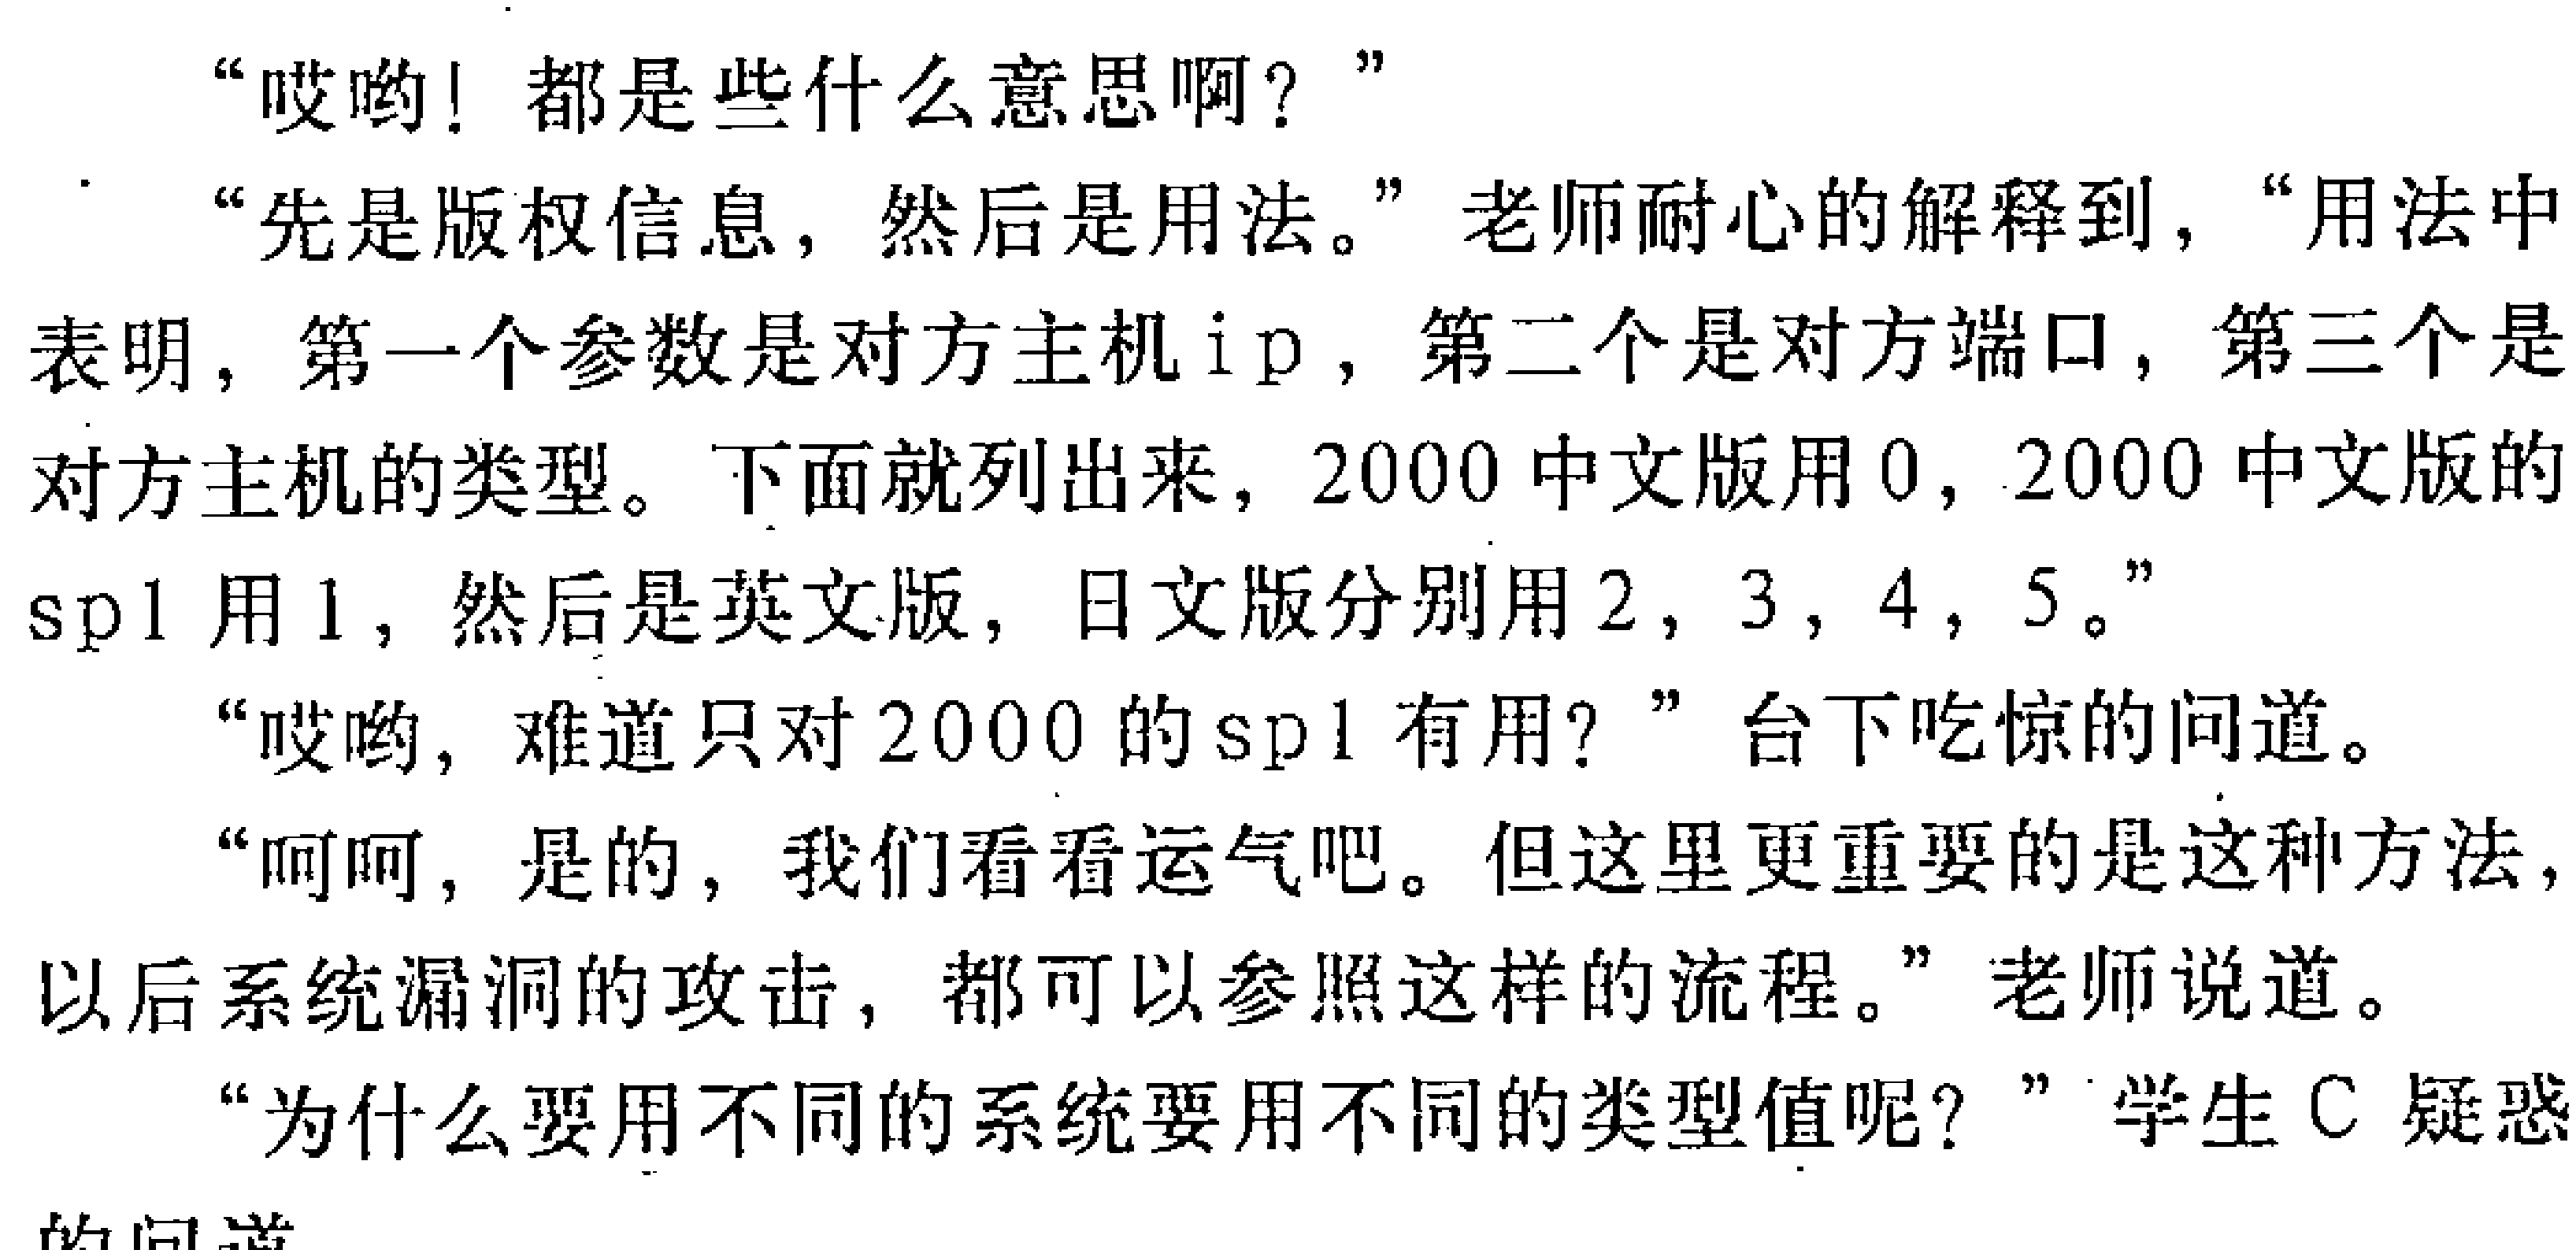 “哎哟！都是些什么意思啊？”
“先是版权信息，然后是用法。”老师耐心的解释到，“用法中
表明，第一个参数是对方主机ip，第二个是对方端口，第三个是
对方主机的类型。下面就列出来，2000中文版用0，2000中文版的
sp1用1，然后是英文版，日文版分别用2，3，4，5。”
“哎哟，难道只对2000的sp1有用？”台下吃惊的问道。
“呵呵，是的，我们看看运气吧。但这里更重要的是这种方法，
以后系统漏洞的攻击，都可以参照这样的流程。”老师说道。
“为什么要用不同的系统要用不同的类型值呢？”学生C疑惑
的问道